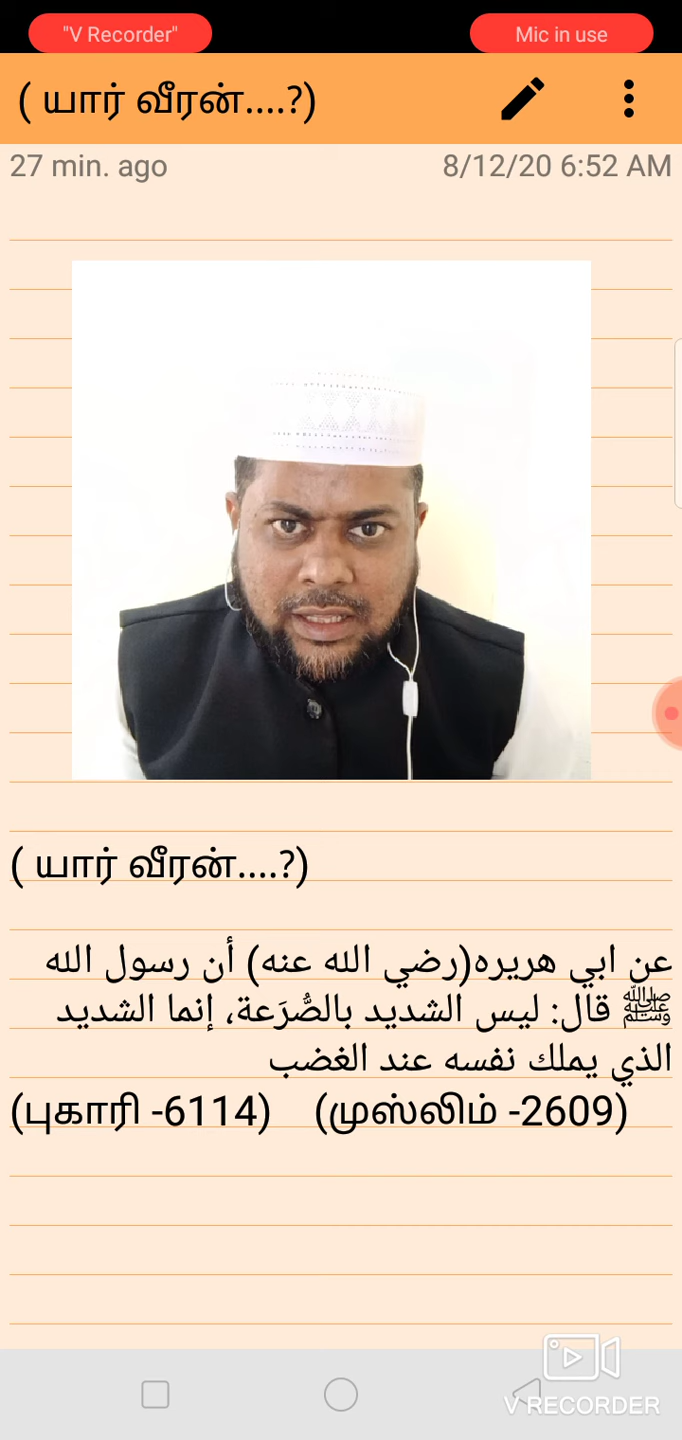 "V Recorder" Mic in use
( யார் வீரன்....?)
27 min. ago 8/12/20 6:52 AM
( யார் வீரன்....?)
عن ابي هريره(رضي الله عنه) أن رسول الله
ﷺ قال: ليس الشديد بالصُّرَعة، إنما الشديد
الذي يملك نفسه عند الغضب
(புகாரி -6114) (முஸ்லிம் -2609)
V RECORDER